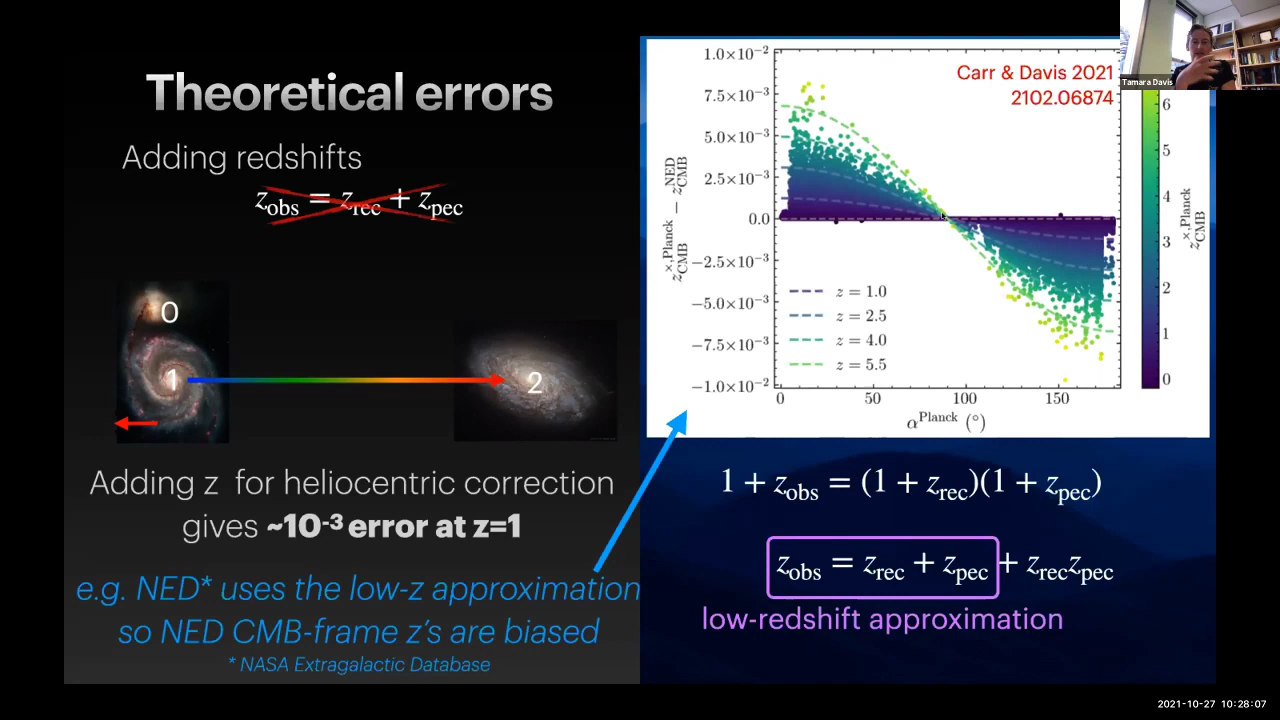 Theoretical errors
Adding redshifts
z_obs = z_rec + z_pec
0
1
2
Adding z for heliocentric correction
gives ~10⁻³ error at z=1
e.g. NED* uses the low-z approximation
so NED CMB-frame z's are biased
* NASA Extragalactic Database
Carr & Davis 2021
2102.06874
1.0×10⁻²
7.5×10⁻³
5.0×10⁻³
2.5×10⁻³
0.0
−2.5×10⁻³
−5.0×10⁻³
−7.5×10⁻³
−1.0×10⁻²
z_CMB^×,Planck − z_CMB^NED
z = 1.0
z = 2.5
z = 4.0
z = 5.5
0 50 100 150
α^Planck (°)
6
5
4
3
2
1
0
z_CMB^×,Planck
1 + z_obs = (1 + z_rec)(1 + z_pec)
z_obs = z_rec + z_pec + z_rec z_pec
low-redshift approximation
Tamara Davis
2021-10-27 10:28:07